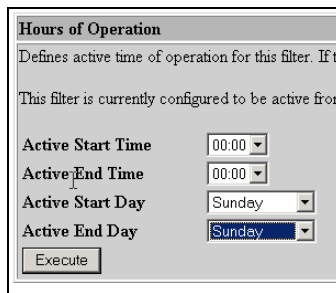 Hours of Operation
Defines active time of operation for this filter. If t
This filter is currently configured to be active from
Active Start Time 00:00
Active End Time 00:00
Active Start Day Sunday
Active End Day Sunday
Execute